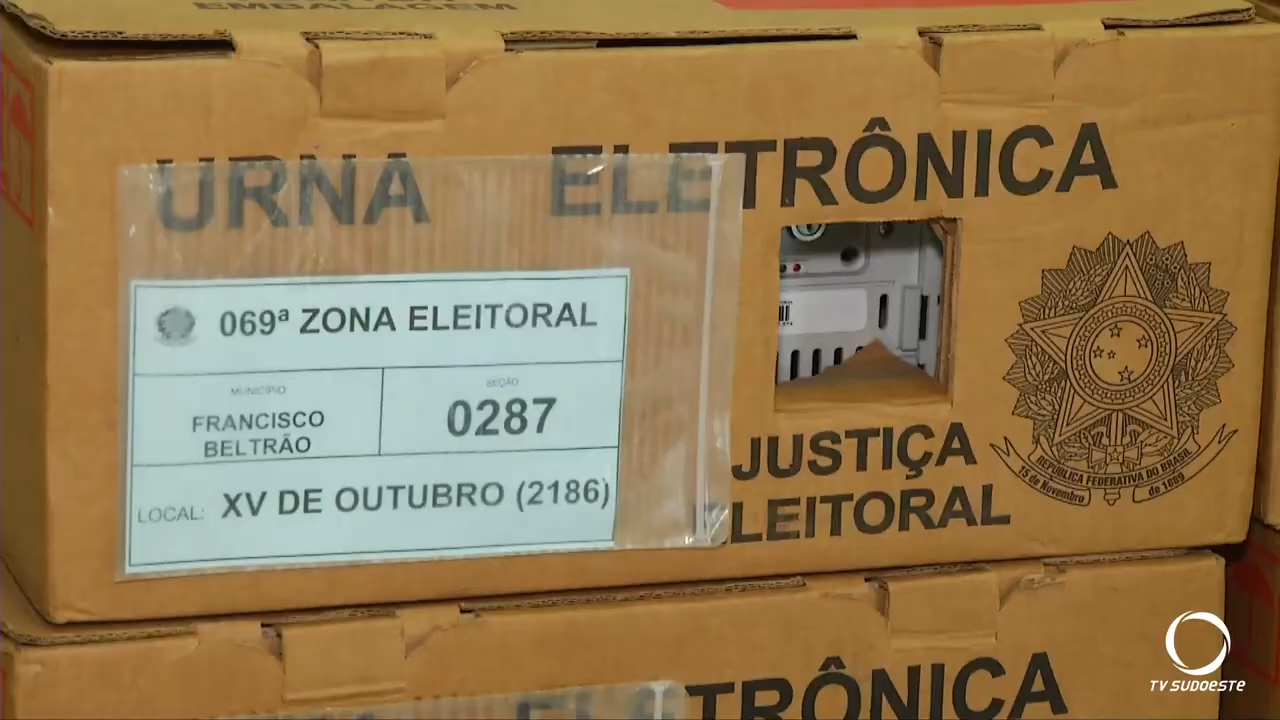 EMBALAGEM
URNA ELETRÔNICA
069ª ZONA ELEITORAL
MUNICÍPIO
FRANCISCO
BELTRÃO
SEÇÃO
0287
LOCAL: XV DE OUTUBRO (2186)
JUSTIÇA
ELEITORAL
REPÚBLICA FEDERATIVA DO BRASIL
15 de Novembro
de 1889
TRÔNICA
TV SUDOESTE